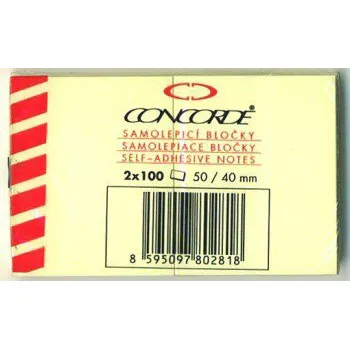 CONCORDE®
SAMOLEPICÍ BLOČKY
SAMOLEPIACE BLOČKY
SELF-ADHESIVE NOTES
2x100 50 / 40 mm
8 595097 802818